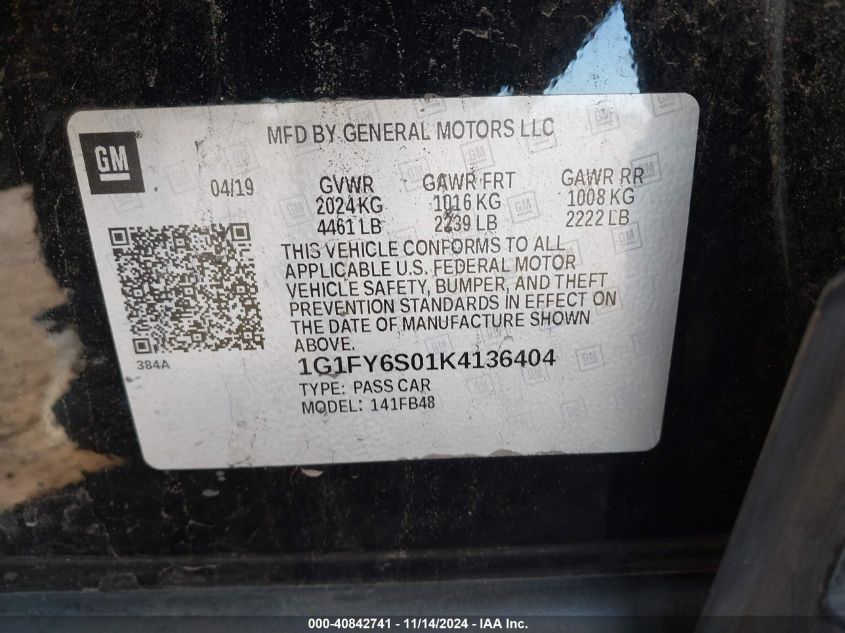 GM
MFD BY GENERAL MOTORS LLC
04/19 GVWR GAWR FRT GAWR RR
2024 KG 1016 KG 1008 KG
4461 LB 2239 LB 2222 LB
THIS VEHICLE CONFORMS TO ALL
APPLICABLE U.S. FEDERAL MOTOR
VEHICLE SAFETY, BUMPER, AND THEFT
PREVENTION STANDARDS IN EFFECT ON
THE DATE OF MANUFACTURE SHOWN
ABOVE.
384A
1G1FY6S01K4136404
TYPE: PASS CAR
MODEL: 141FB48
000-40842741 - 11/14/2024 - IAA Inc.